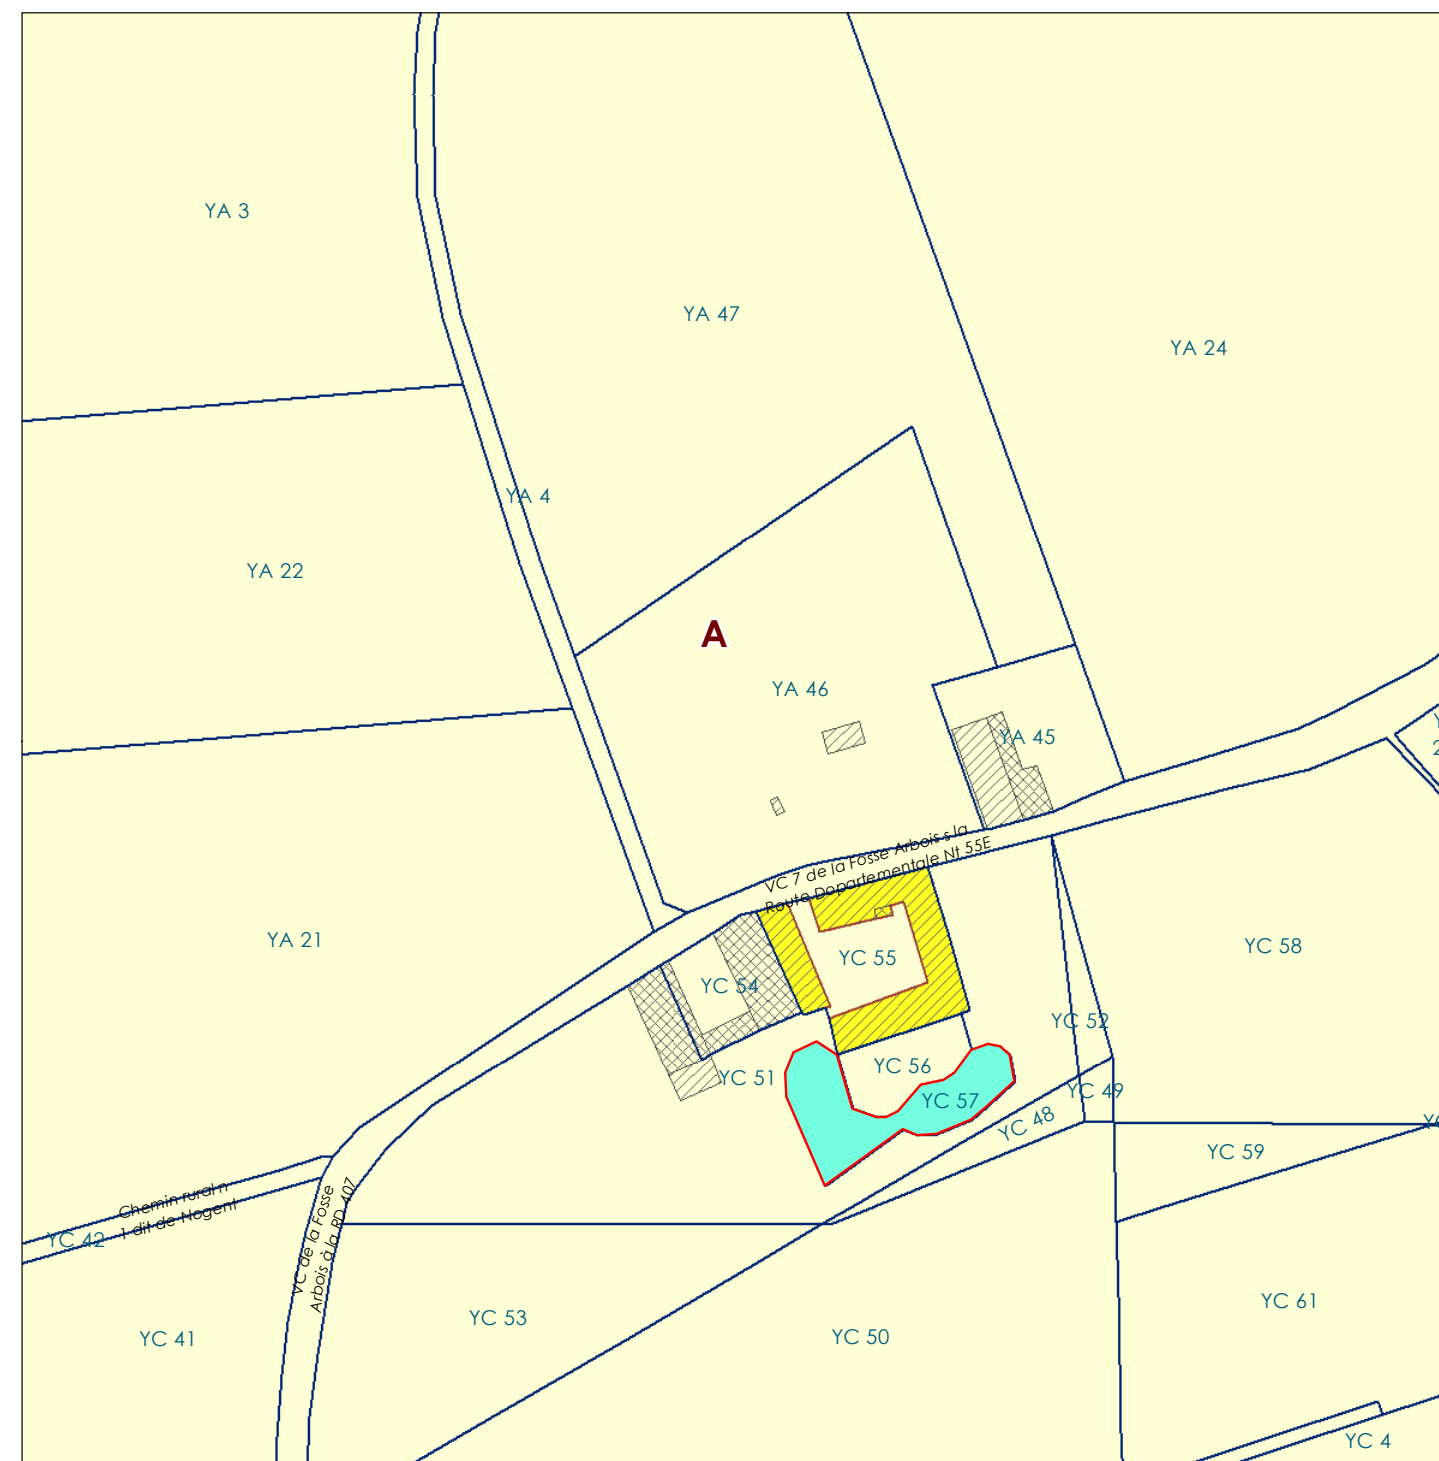 YA 3
YA 47
YA 24
YA 4
YA 22
A
YA 46
YA 45
VC 7 de la Fosse Arbois s la
Route Dopartementale Nt 55E
YA 21
YC 58
YC 55
YC 54
YC 52
YC 56
YC 51
YC 49
YC 57
YC 48
YC 59
Chemin rural n
1 dit de Nogent
YC 42
VC de la Fosse
Arbois à la RD 407
YC 61
YC 53
YC 50
YC 41
YC 4